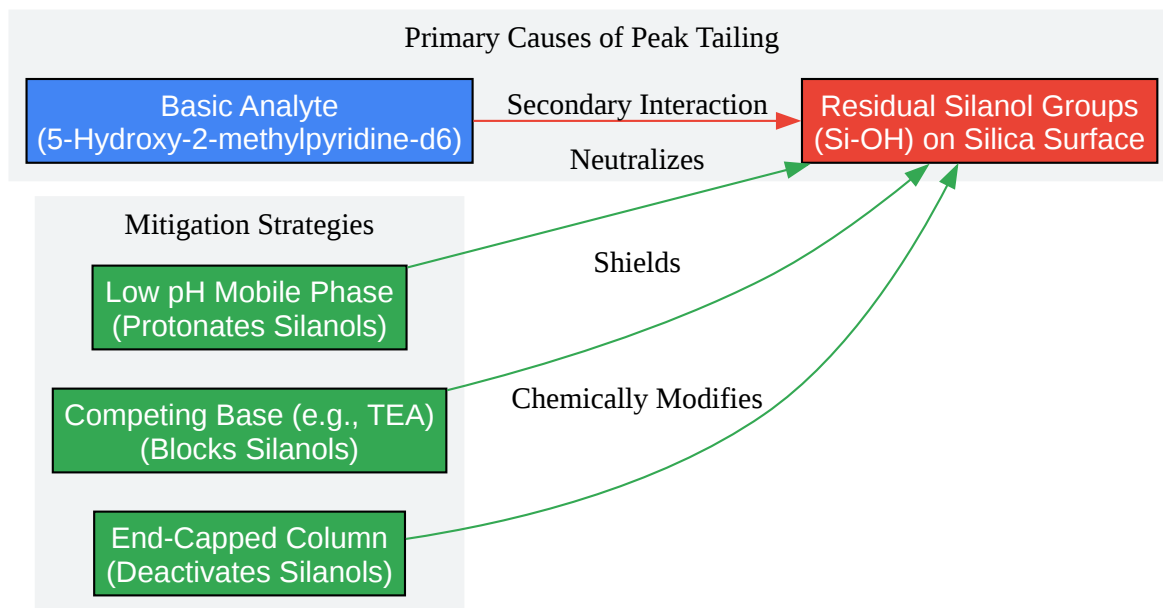 Primary Causes of Peak Tailing
Basic Analyte
(5-Hydroxy-2-methylpyridine-d6)
Secondary Interaction
Residual Silanol Groups
(Si-OH) on Silica Surface
Neutralizes
Mitigation Strategies
Low pH Mobile Phase
(Protonates Silanols)
Shields
Competing Base (e.g., TEA)
(Blocks Silanols)
Chemically Modifies
End-Capped Column
(Deactivates Silanols)